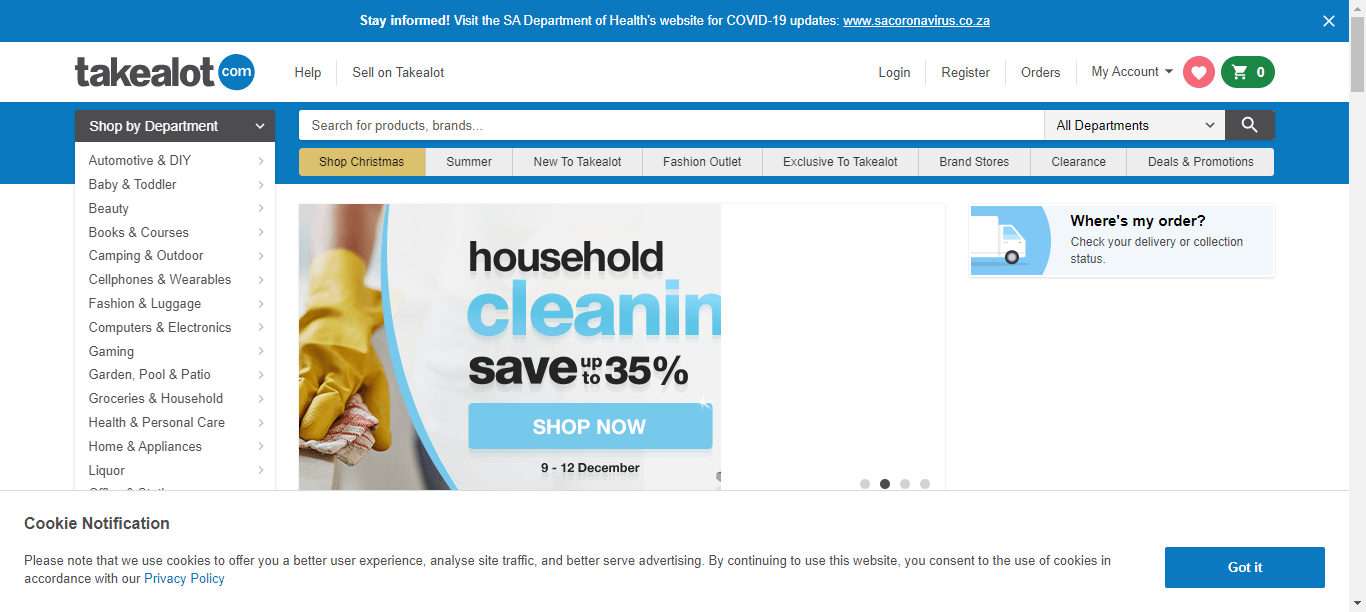 Stay informed! Visit the SA Department of Health's website for COVID-19 updates: www.sacoronavirus.co.za
takealot com
Help
Sell on Takealot
Login
Register
Orders
My Account
0
Shop by Department
Search for products, brands...
All Departments
Shop Christmas
Summer
New To Takealot
Fashion Outlet
Exclusive To Takealot
Brand Stores
Clearance
Deals & Promotions
Automotive & DIY
Baby & Toddler
Beauty
Books & Courses
Camping & Outdoor
Cellphones & Wearables
Fashion & Luggage
Computers & Electronics
Gaming
Garden, Pool & Patio
Groceries & Household
Health & Personal Care
Home & Appliances
Liquor
household
cleanin
save up to 35%
SHOP NOW
9 - 12 December
Where's my order?
Check your delivery or collection
status.
Cookie Notification
Please note that we use cookies to offer you a better user experience, analyse site traffic, and better serve advertising. By continuing to use this website, you consent to the use of cookies in
accordance with our Privacy Policy
Got it